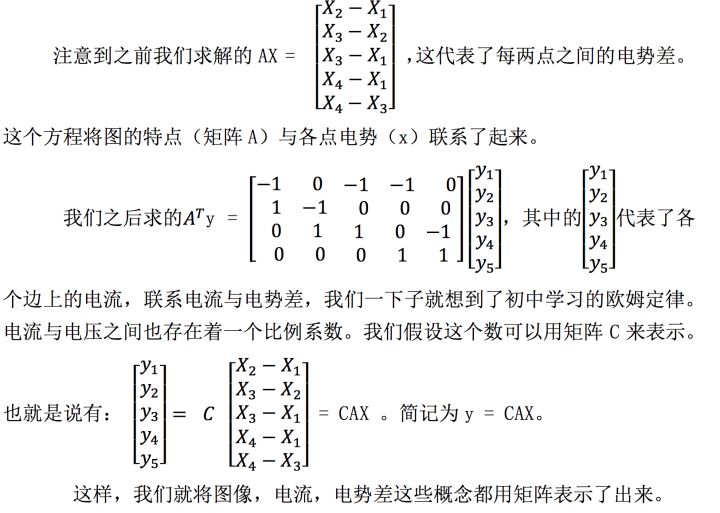 注意到之前我们求解的 AX = \begin{bmatrix} X_2 - X_1 \\ X_3 - X_2 \\ X_3 - X_1 \\ X_4 - X_1 \\ X_4 - X_3 \end{bmatrix} ,这代表了每两点之间的电势差。
这个方程将图的特点（矩阵 A）与各点电势（x）联系了起来。
我们之后求的A^T y = \begin{bmatrix} -1 & 0 & -1 & -1 & 0 \\ 1 & -1 & 0 & 0 & 0 \\ 0 & 1 & 1 & 0 & -1 \\ 0 & 0 & 0 & 1 & 1 \end{bmatrix} \begin{bmatrix} y_1 \\ y_2 \\ y_3 \\ y_4 \\ y_5 \end{bmatrix}，其中的 \begin{bmatrix} y_1 \\ y_2 \\ y_3 \\ y_4 \\ y_5 \end{bmatrix} 代表了各
个边上的电流，联系电流与电势差，我们一下子就想到了初中学习的欧姆定律。
电流与电压之间也存在着一个比例系数。我们假设这个数可以用矩阵 C 来表示。
也就是说有： \begin{bmatrix} y_1 \\ y_2 \\ y_3 \\ y_4 \\ y_5 \end{bmatrix} = C \begin{bmatrix} X_2 - X_1 \\ X_3 - X_2 \\ X_3 - X_1 \\ X_4 - X_1 \\ X_4 - X_3 \end{bmatrix} = CAX 。简记为 y = CAX。
这样，我们就将图像，电流，电势差这些概念都用矩阵表示了出来。